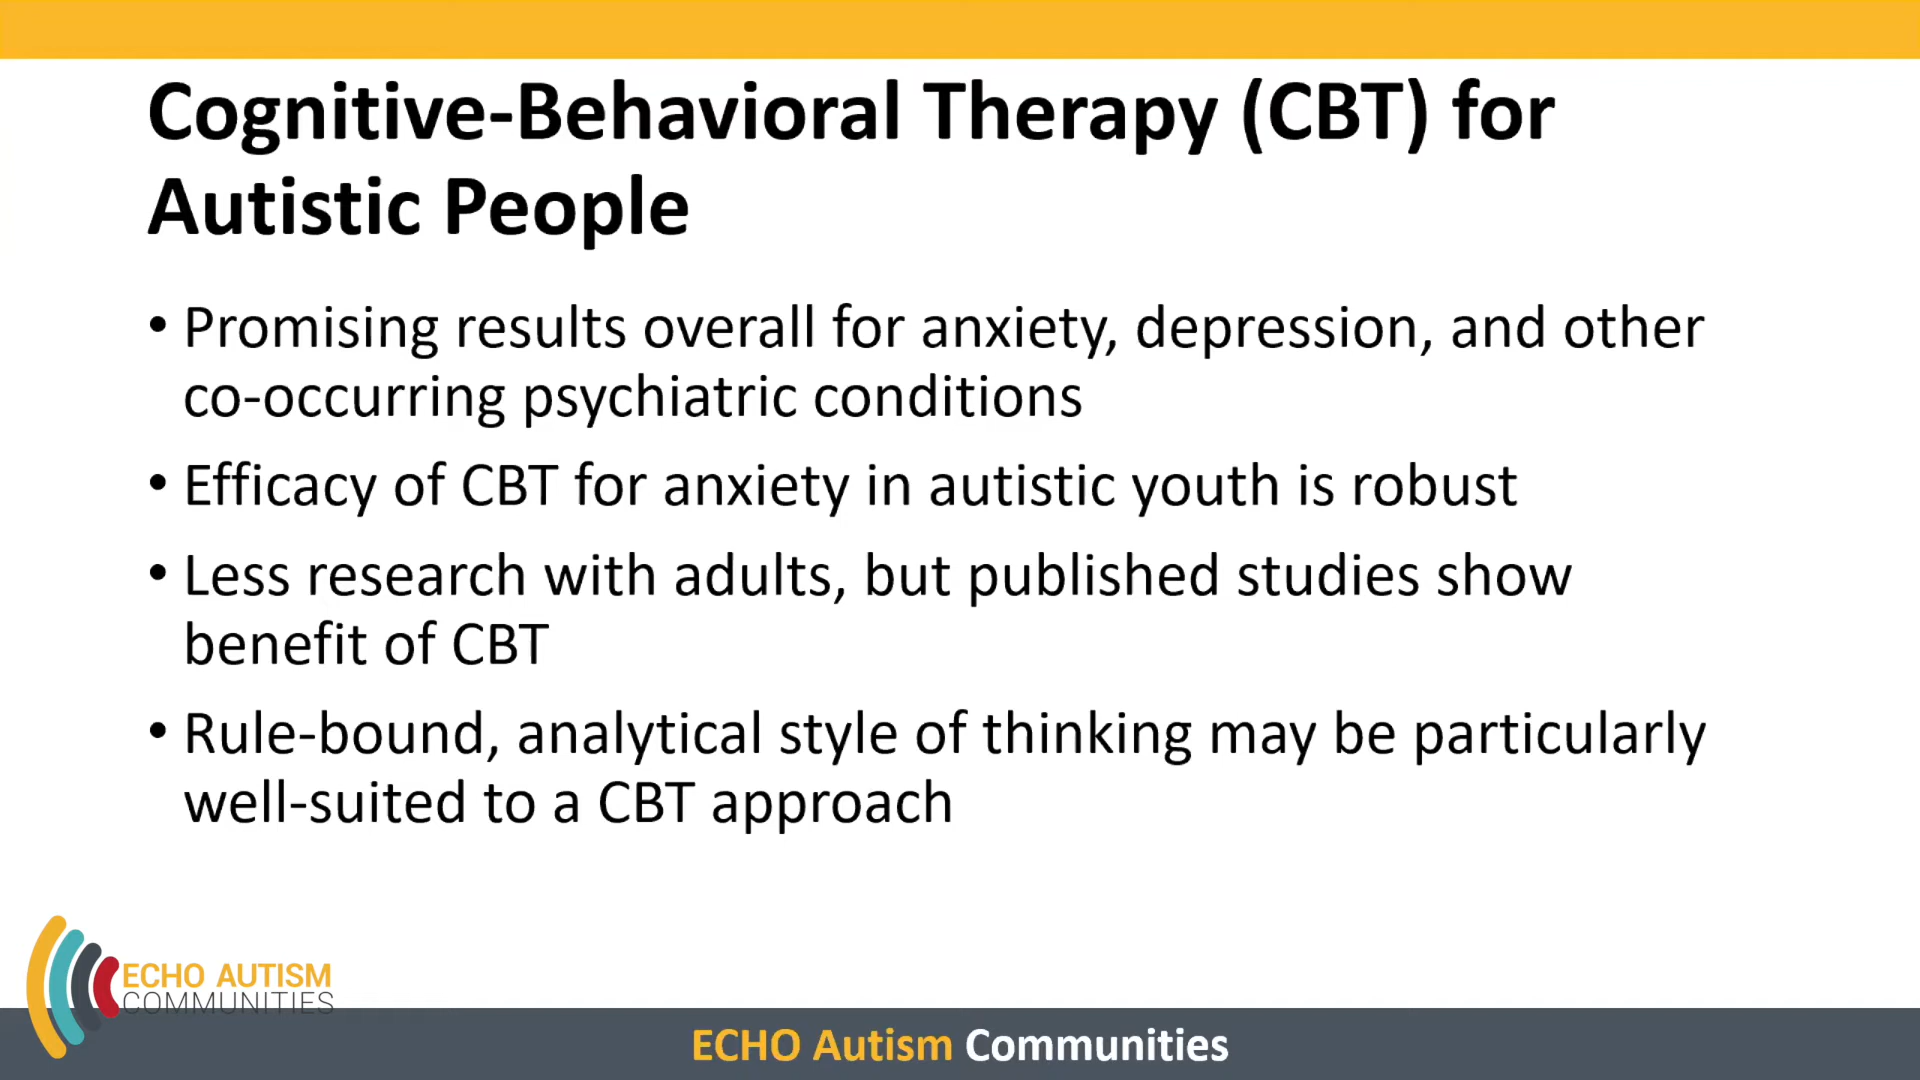 Cognitive-Behavioral Therapy (CBT) for
Autistic People
• Promising results overall for anxiety, depression, and other
co-occurring psychiatric conditions
• Efficacy of CBT for anxiety in autistic youth is robust
• Less research with adults, but published studies show
benefit of CBT
• Rule-bound, analytical style of thinking may be particularly
well-suited to a CBT approach
ECHO AUTISM
COMMUNITIES
ECHO Autism Communities